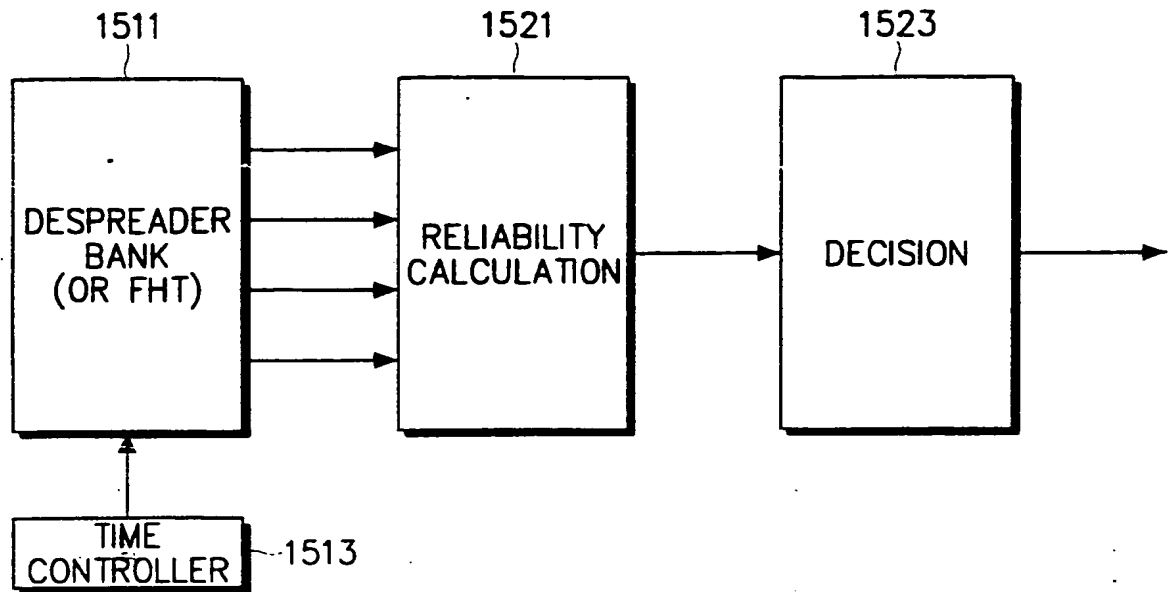 1511
1521
1523
DESPREADER
BANK
(OR FHT)
RELIABILITY
CALCULATION
DECISION
TIME
CONTROLLER
1513